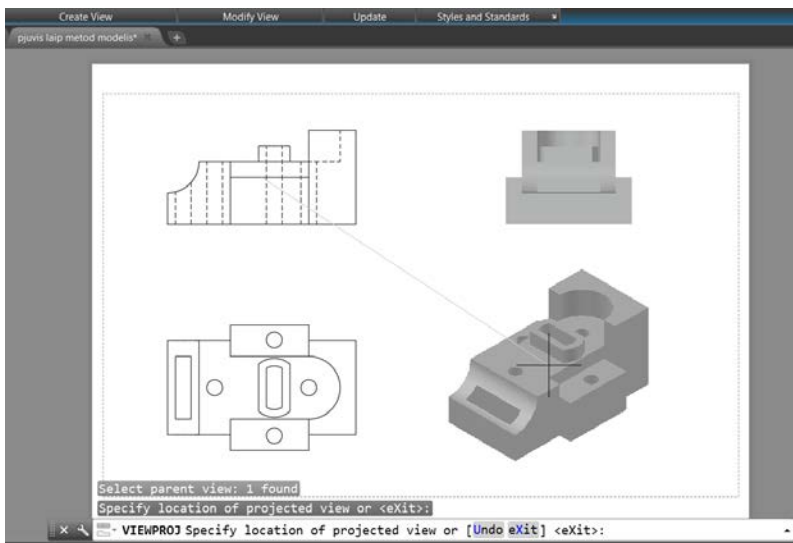 Create View Modify View Update Styles and Standards
pjuvis laip metod modelis*
Select parent view: 1 found
Specify location of projected view or <eXit>:
VIEWPROJ Specify location of projected view or [Undo eXit] <eXit>: